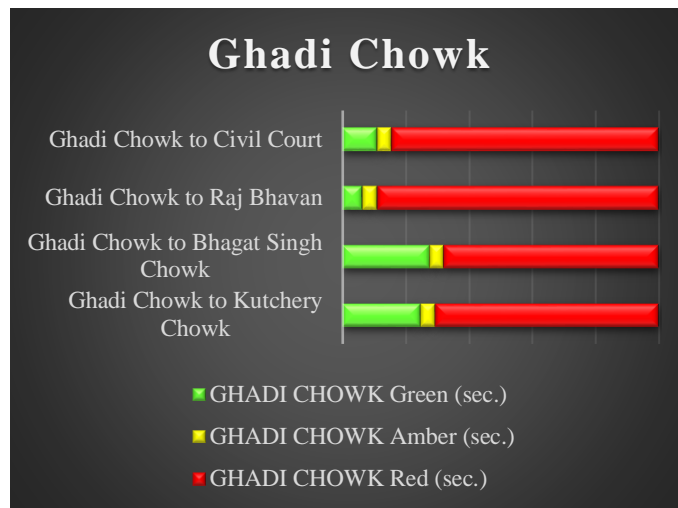 Ghadi Chowk
Ghadi Chowk to Civil Court
Ghadi Chowk to Raj Bhavan
Ghadi Chowk to Bhagat Singh
Chowk
Ghadi Chowk to Kutchery
Chowk
GHADI CHOWK Green (sec.)
GHADI CHOWK Amber (sec.)
GHADI CHOWK Red (sec.)